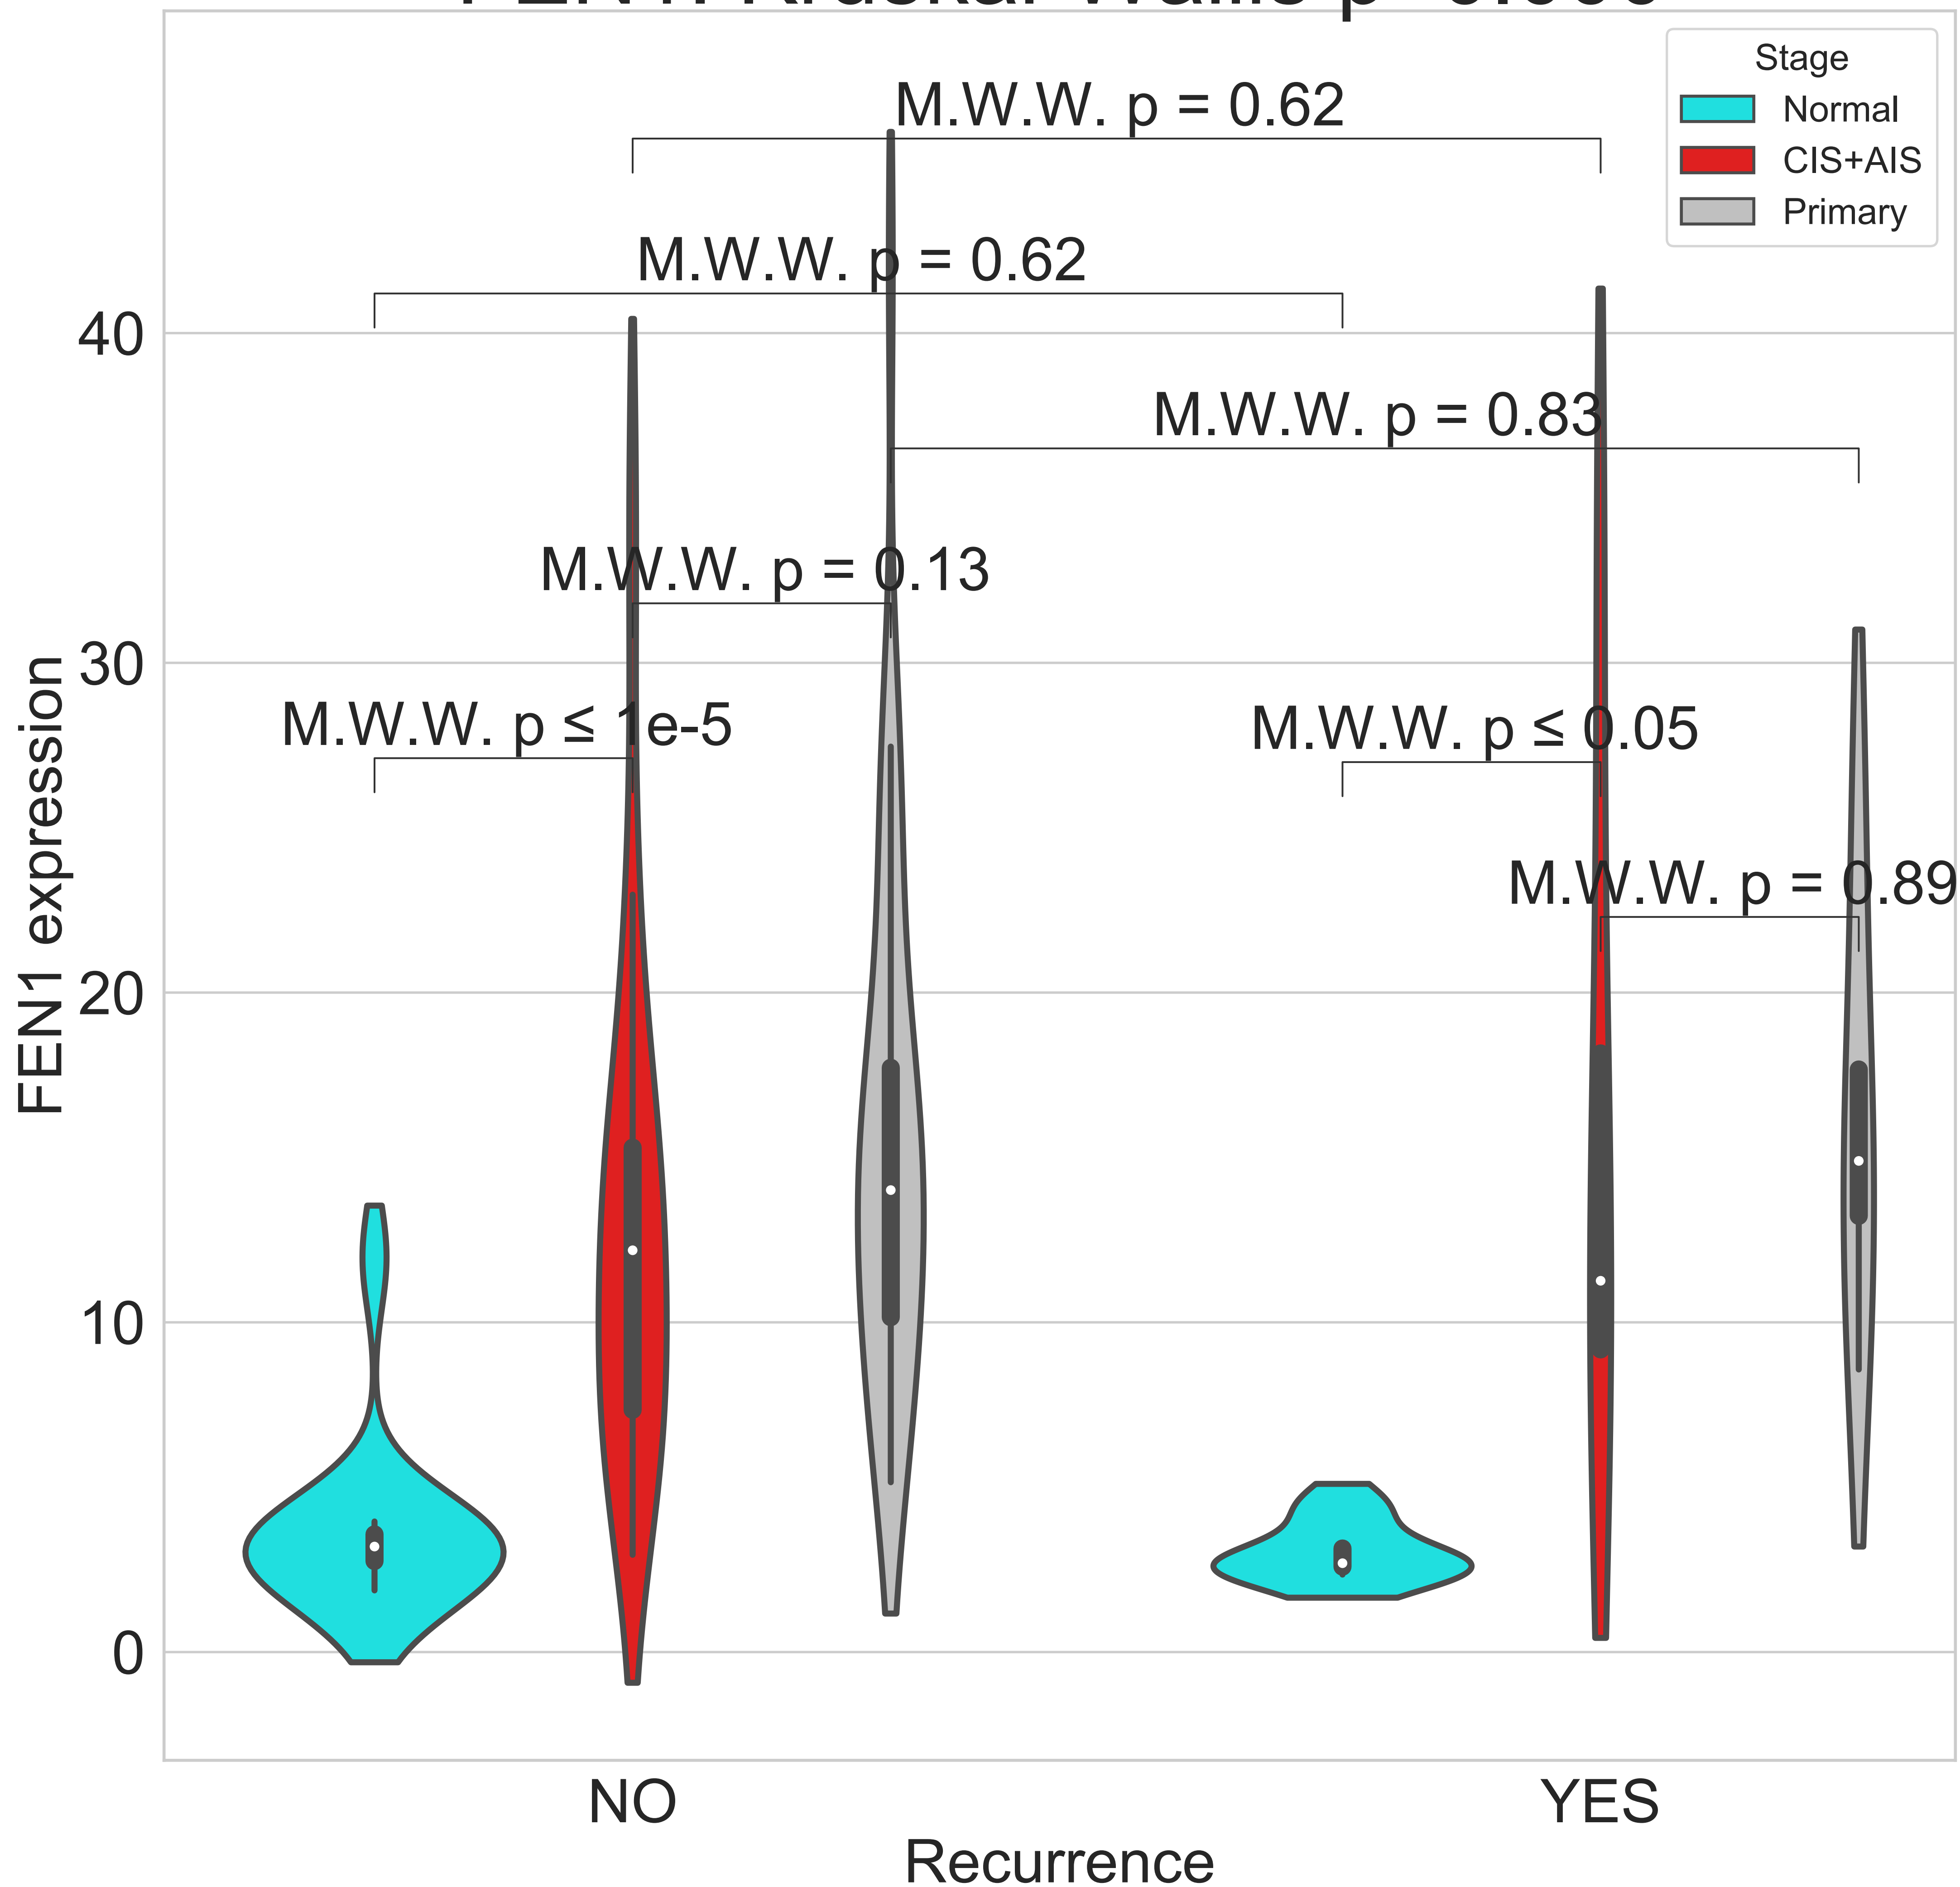 Stage
Normal
CIS+AIS
Primary
M.W.W. p = 0.62
M.W.W. p = 0.62
M.W.W. p = 0.83
M.W.W. p = 0.13
M.W.W. p ≤ 1e-5
M.W.W. p ≤ 0.05
M.W.W. p = 0.89
FEN1 expression
40
30
20
10
0
NO
YES
Recurrence